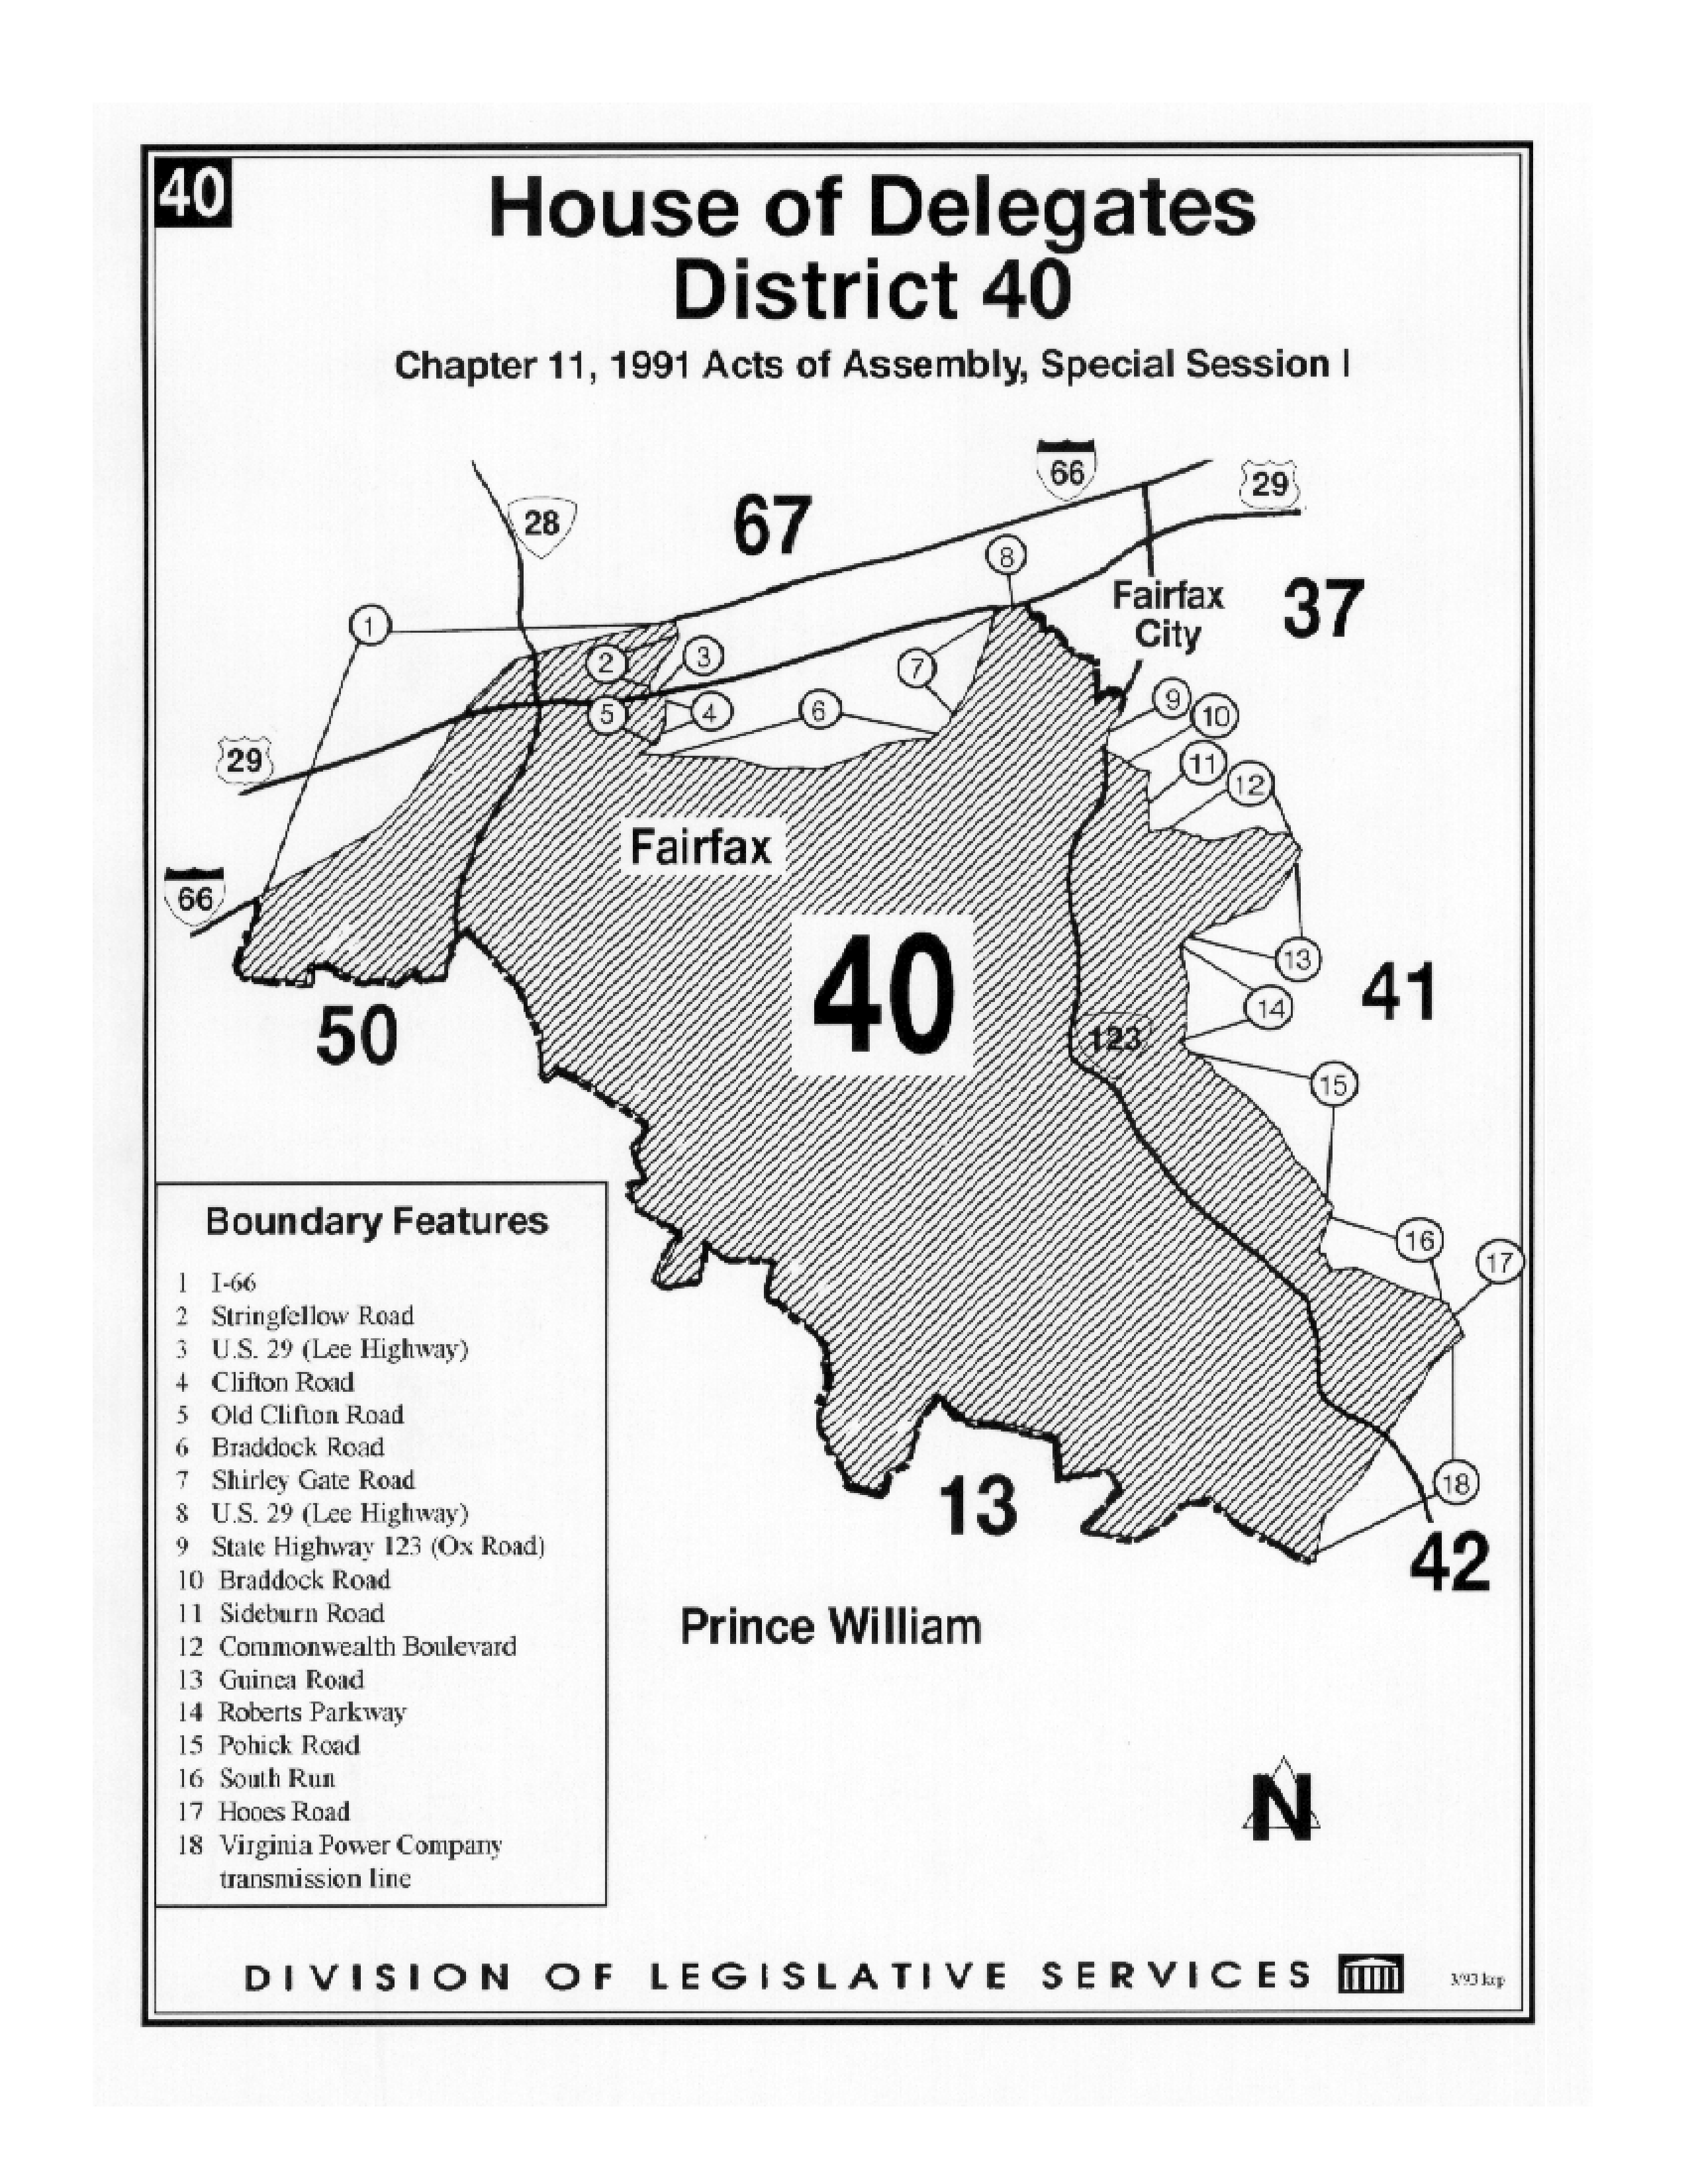 40
House of Delegates
District 40
Chapter 11, 1991 Acts of Assembly, Special Session I
66
29
28
67
8
Fairfax
City
37
1
2
3
7
9
5
4
6
10
29
11
12
Fairfax
66
40
13
41
14
50
123
15
16
17
13
18
42
Prince William
Boundary Features
1 I-66
2 Stringfellow Road
3 U.S. 29 (Lee Highway)
4 Clifton Road
5 Old Clifton Road
6 Braddock Road
7 Shirley Gate Road
8 U.S. 29 (Lee Highway)
9 State Highway 123 (Ox Road)
10 Braddock Road
11 Sideburn Road
12 Commonwealth Boulevard
13 Guinea Road
14 Roberts Parkway
15 Pohick Road
16 South Run
17 Hooes Road
18 Virginia Power Company
transmission line
N
DIVISION OF LEGISLATIVE SERVICES
3/93 kcp